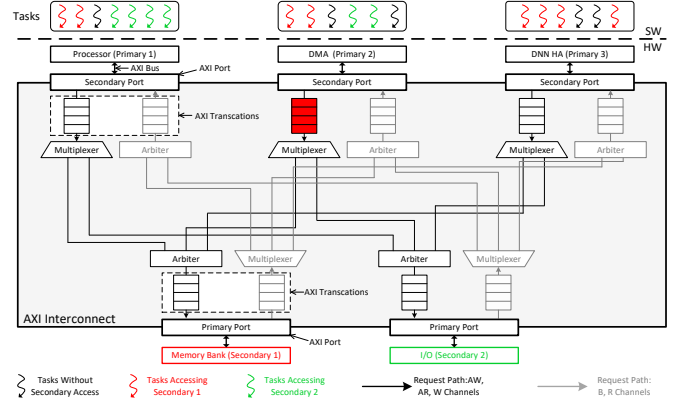 Tasks
SW
HW
Processor (Primary 1)
DMA (Primary 2)
DNN HA (Primary 3)
AXI Bus
AXI Port
Secondary Port
Secondary Port
Secondary Port
AXI Transcations
Multiplexer
Arbiter
Multiplexer
Arbiter
Multiplexer
Arbiter
Arbiter
Multiplexer
Arbiter
Multiplexer
AXI Transcations
AXI Interconnect
Primary Port
Primary Port
AXI Port
Memory Bank (Secondary 1)
I/O (Secondary 2)
Tasks Without
Secondary Access
Tasks Accessing
Secondary 1
Tasks Accessing
Secondary 2
Request Path:AW,
AR, W Channels
Request Path:
B, R Channels